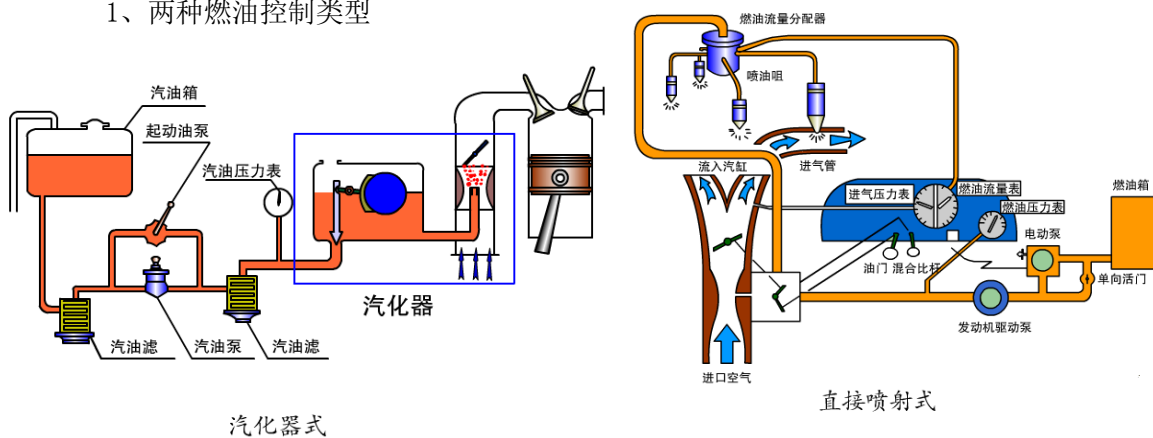 1、两种燃油控制类型
汽油箱
起动油泵
汽油压力表
汽化器
汽油滤
汽油泵
汽油滤
汽化器式
燃油流量分配器
喷油咀
流入汽缸
进气管
进气压力表
燃油流量表
燃油压力表
燃油箱
电动泵
油门 混合比杆
单向活门
发动机驱动泵
进口空气
直接喷射式